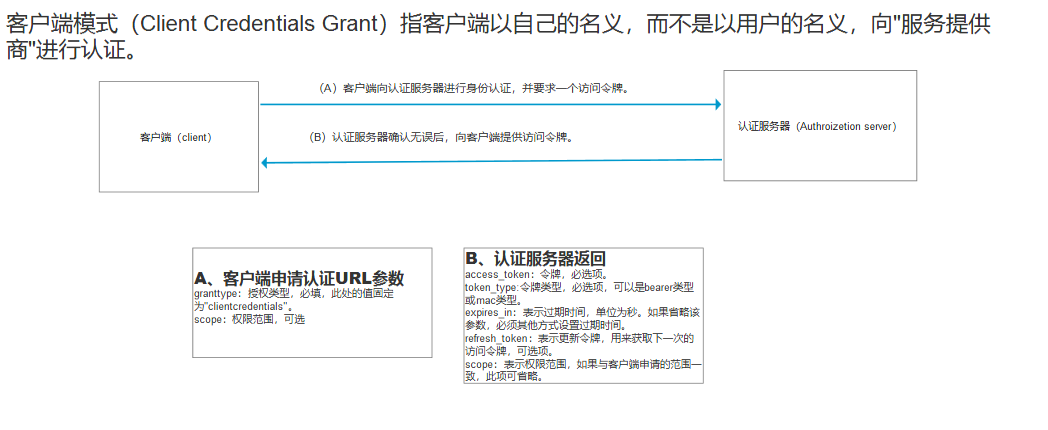 客户端模式（Client Credentials Grant）指客户端以自己的名义，而不是以用户的名义，向"服务提供
商"进行认证。
（A）客户端向认证服务器进行身份认证，并要求一个访问令牌。
客户端（client）
认证服务器（Authroizetion server）
（B）认证服务器确认无误后，向客户端提供访问令牌。
A、客户端申请认证URL参数
granttype：授权类型，必填，此处的值固定
为"clientcredentials"。
scope：权限范围，可选
B、认证服务器返回
access_token：令牌，必选项。
token_type:令牌类型，必选项，可以是bearer类型
或mac类型。
expires_in：表示过期时间，单位为秒。如果省略该
参数，必须其他方式设置过期时间。
refresh_token：表示更新令牌，用来获取下一次的
访问令牌，可选项。
scope：表示权限范围，如果与客户端申请的范围一
致，此项可省略。